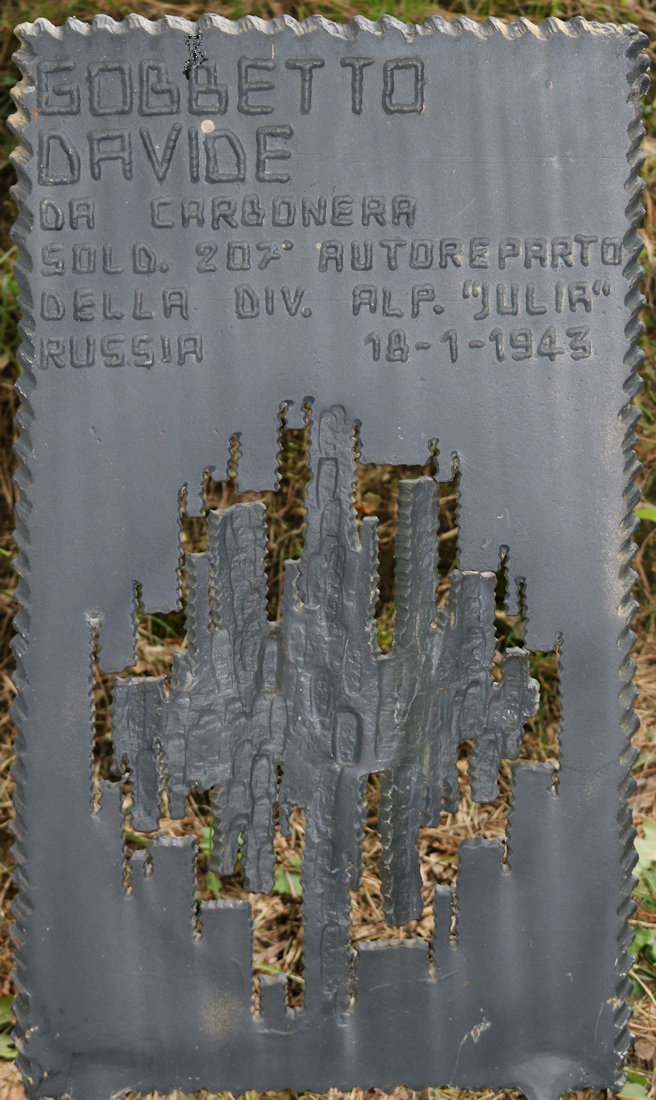 GOBBETTO
DAVIDE
DA CARBONERA
SOLD. 207° AUTOREPARTO
DELLA DIV. ALP. "JULIA"
RUSSIA 18-1-1943